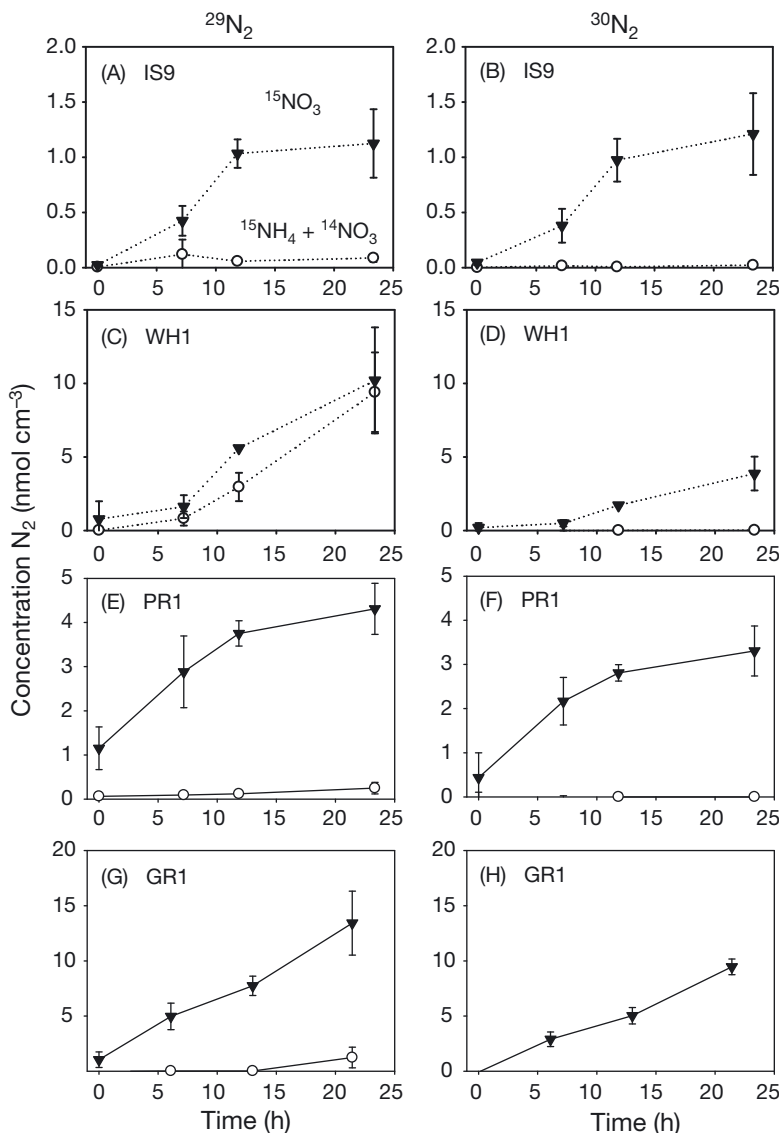 ²⁹N₂ ³⁰N₂
2.0 (A) IS9 2.0 (B) IS9
1.5 ¹⁵NO₃ 1.5
1.0 1.0
0.5 ¹⁵NH₄ + ¹⁴NO₃ 0.5
0.0 0.0
0 5 10 15 20 25 0 5 10 15 20 25
15 (C) WH1 15 (D) WH1
10 10
5 5
0 0
0 5 10 15 20 25 0 5 10 15 20 25
Concentration N₂ (nmol cm⁻³)
5 (E) PR1 5 (F) PR1
4 4
3 3
2 2
1 1
0 0
0 5 10 15 20 25 0 5 10 15 20 25
20 (G) GR1 20 (H) GR1
15 15
10 10
5 5
0
0 5 10 15 20 25 0 5 10 15 20 25
Time (h) Time (h)